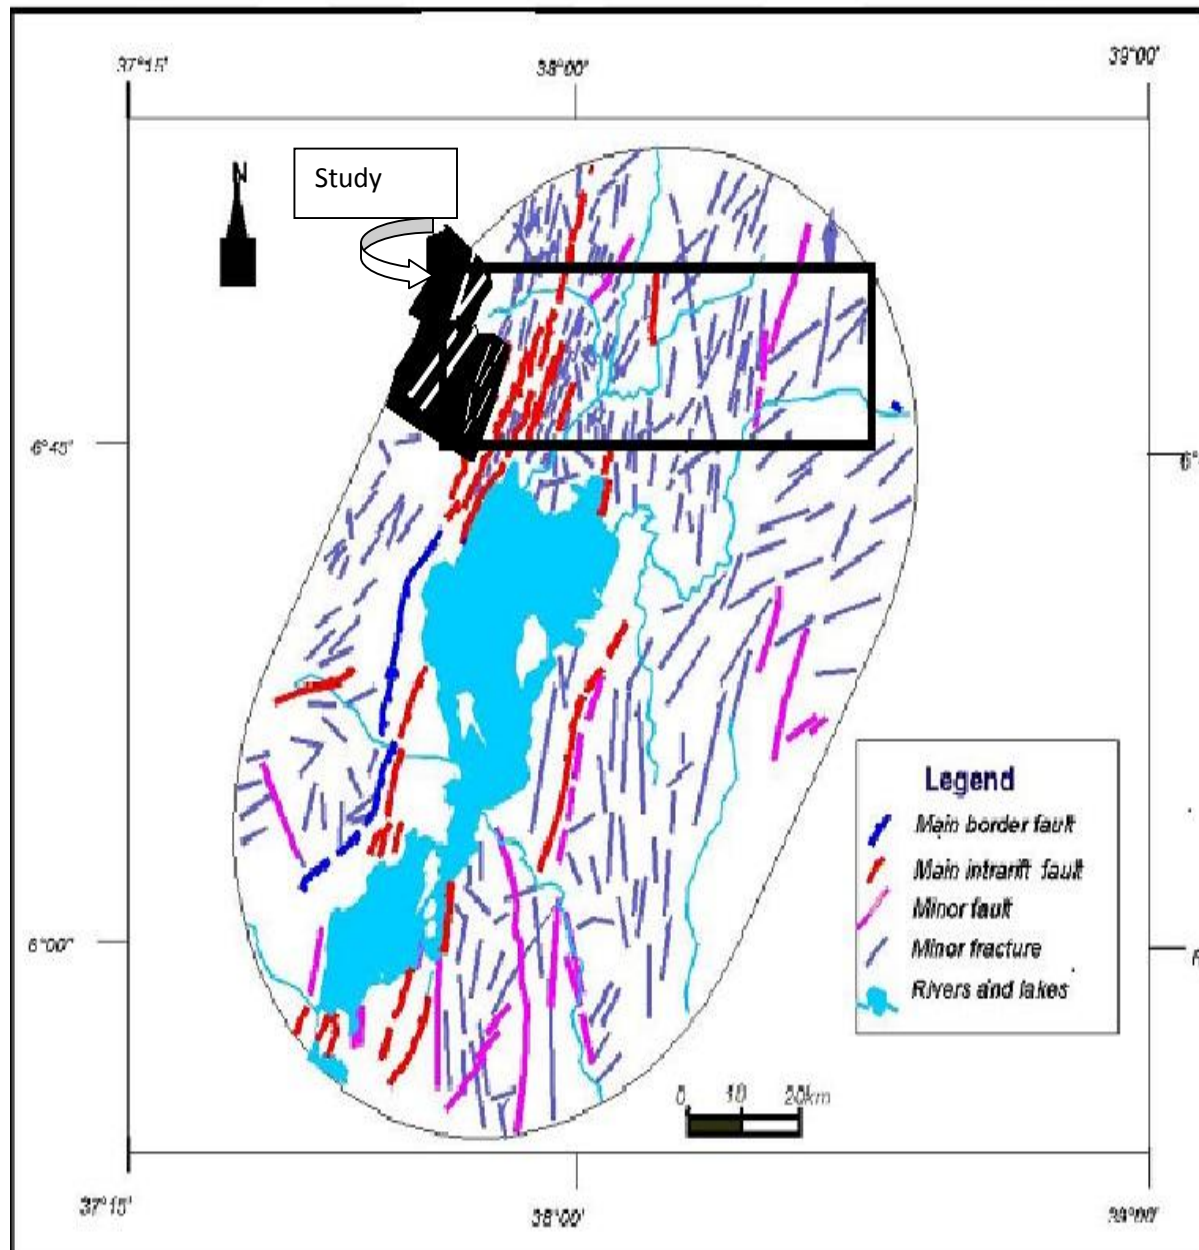 37°15'
38°00'
39°00'
N
Study
6°45'
6°
Legend
Main border fault
Main intrarift fault
Minor fault
Minor fracture
Rivers and lakes
6°00'
0 10 20km
37°15'
38°00'
39°00'